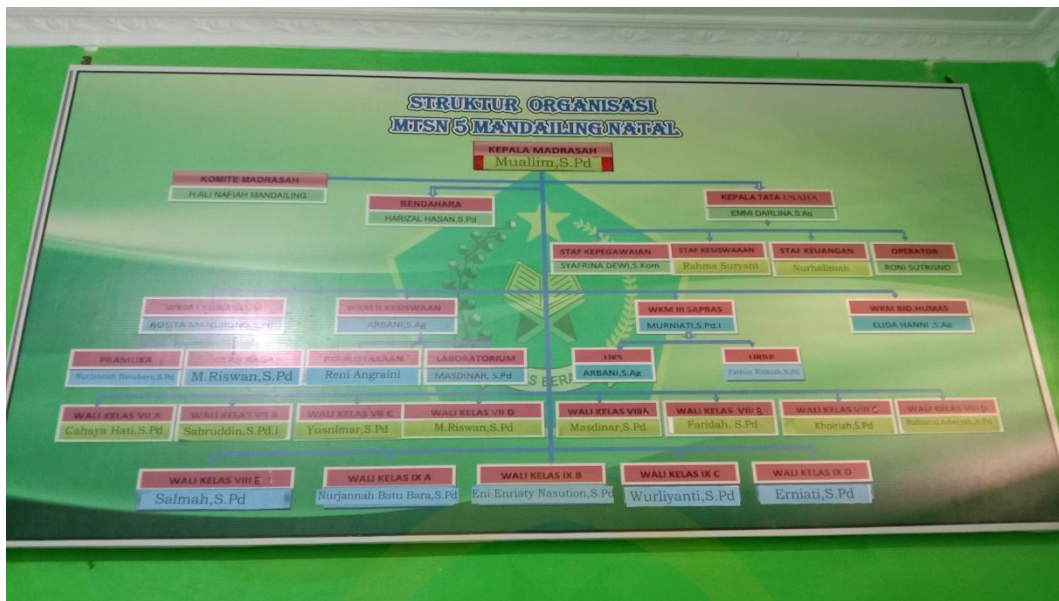 STRUKTUR ORGANISASI
MTSN 5 MANDAILING NATAL
KEPALA MADRASAH
Muallim,S.Pd
KOMITE MADRASAH
H.ALI NAFIAH MANDAILING
BENDAHARA
HARIZAL HASAN,S.Pd
KEPALA TATA USAHA
EMMI DARLINA,S.Ag
STAF KEPEGAWAIAN
SYAFRINA DEWI,S.Kom
STAF KESISWAAAN
Rahma Suryani
STAF KEUANGAN
Nurhalimah
OPERATOR
RONI SUTRISNO
WKM I
ROSITA
WKM II KESISWAAN
ARBANI,S.Ag
WKM III SAPRAS
MURNIATI,S.Pd.I
WKM BID.HUMAS
ELIDA HANNI ,S.Ag
PRAMUKA
Nurjannah Batubara,S.Pd
M.Riswan,S.Pd
PERPUSTAKAAN
Reni Angraini
LABORATORIUM
MASDINAR, S.Pd
UKS
ARBANI,S.Ag
WALI KELAS VII A
Cahaya Hati,S.Pd
WALI KELAS VII B
Sabruddin,S.Pd.i
WALI KELAS VII C
Yusnimar,S.Pd
WALI KELAS VII D
M.Riswan,S.Pd
WALI KELAS VIII A
Masdinar,S.Pd
WALI KELAS VIII B
Faridah, S.Pd
WALI KELAS VIII C
Khoiriah,S.Pd
WALI KELAS VIII D
WALI KELAS VIII E
Salmah,S.Pd
WALI KELAS IX A
Nurjannah Batu Bara,S.Pd
WALI KELAS IX B
Eni Enriaty Nasution,S.Pd
WALI KELAS IX C
Wurliyanti,S.Pd
WALI KELAS IX D
Erniati,S.Pd